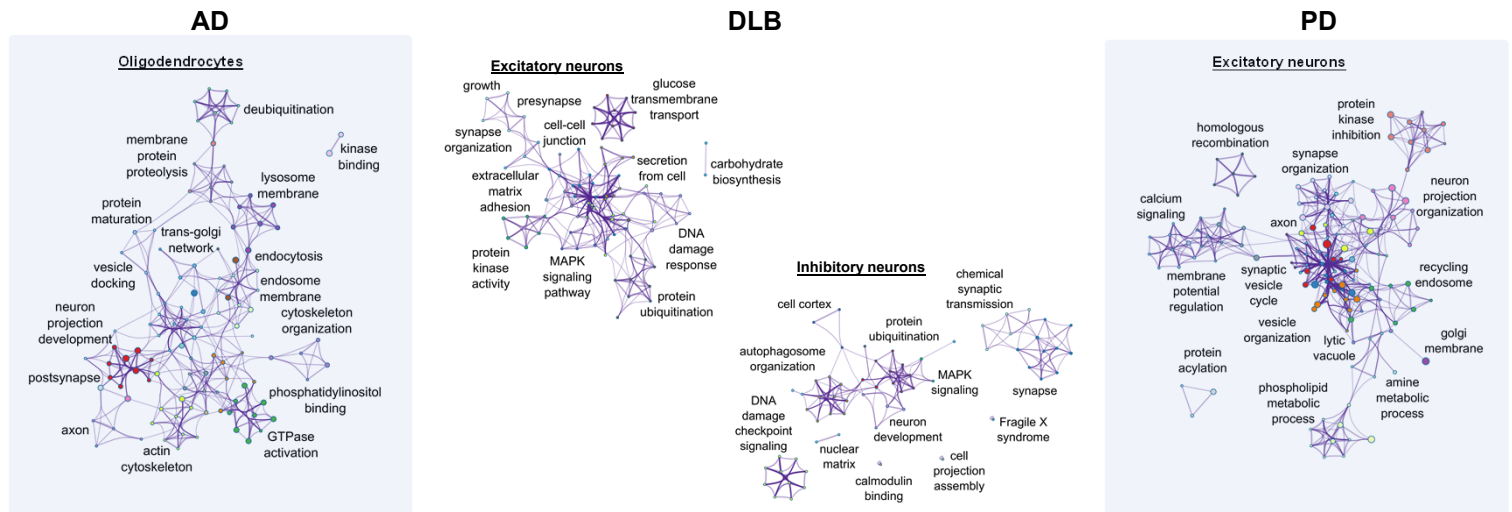 AD
DLB
PD
Oligodendrocytes
deubiquitination
kinase
binding
membrane
protein
proteolysis
lysosome
membrane
protein
maturation
trans-golgi
network
endocytosis
vesicle
docking
endosome
membrane
cytoskeleton
organization
neuron
projection
development
postsynapse
phosphatidylinositol
binding
axon
actin
cytoskeleton
GTPase
activation
Excitatory neurons
growth
presynapse
glucose
transmembrane
transport
synapse
organization
cell-cell
junction
secretion
from cell
carbohydrate
biosynthesis
extracellular
matrix
adhesion
protein
kinase
activity
MAPK
signaling
pathway
DNA
damage
response
protein
ubiquitination
Inhibitory neurons
cell cortex
chemical
synaptic
transmission
protein
ubiquitination
autophagosome
organization
MAPK
signaling
synapse
DNA
damage
checkpoint
signaling
neuron
development
Fragile X
syndrome
nuclear
matrix
calmodulin
binding
cell
projection
assembly
Excitatory neurons
protein
kinase
inhibition
homologous
recombination
synapse
organization
neuron
projection
organization
calcium
signaling
axon
membrane
potential
regulation
synaptic
vesicle
cycle
recycling
endosome
vesicle
organization
lytic
vacuole
golgi
membrane
protein
acylation
phospholipid
metabolic
process
amine
metabolic
process